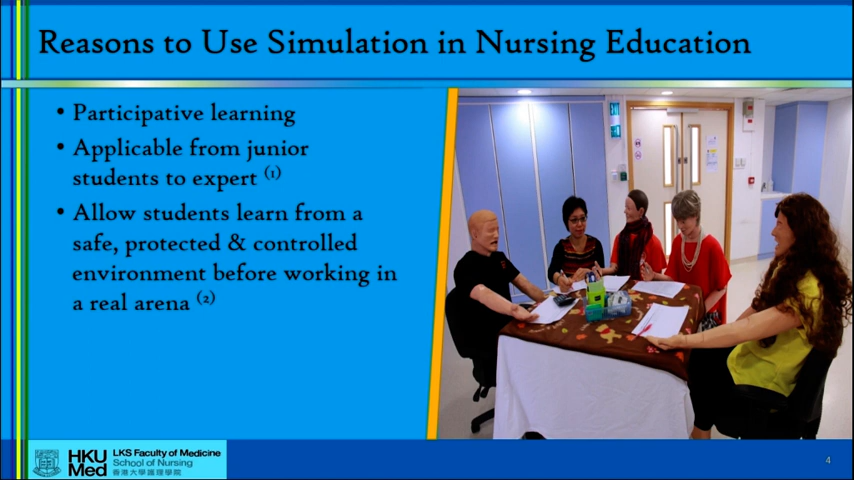 Reasons to Use Simulation in Nursing Education
• Participative learning
• Applicable from junior
students to expert (1)
• Allow students learn from a
safe, protected & controlled
environment before working in
a real arena (2)
HKU
Med
LKS Faculty of Medicine
School of Nursing
香港大學護理學院
4